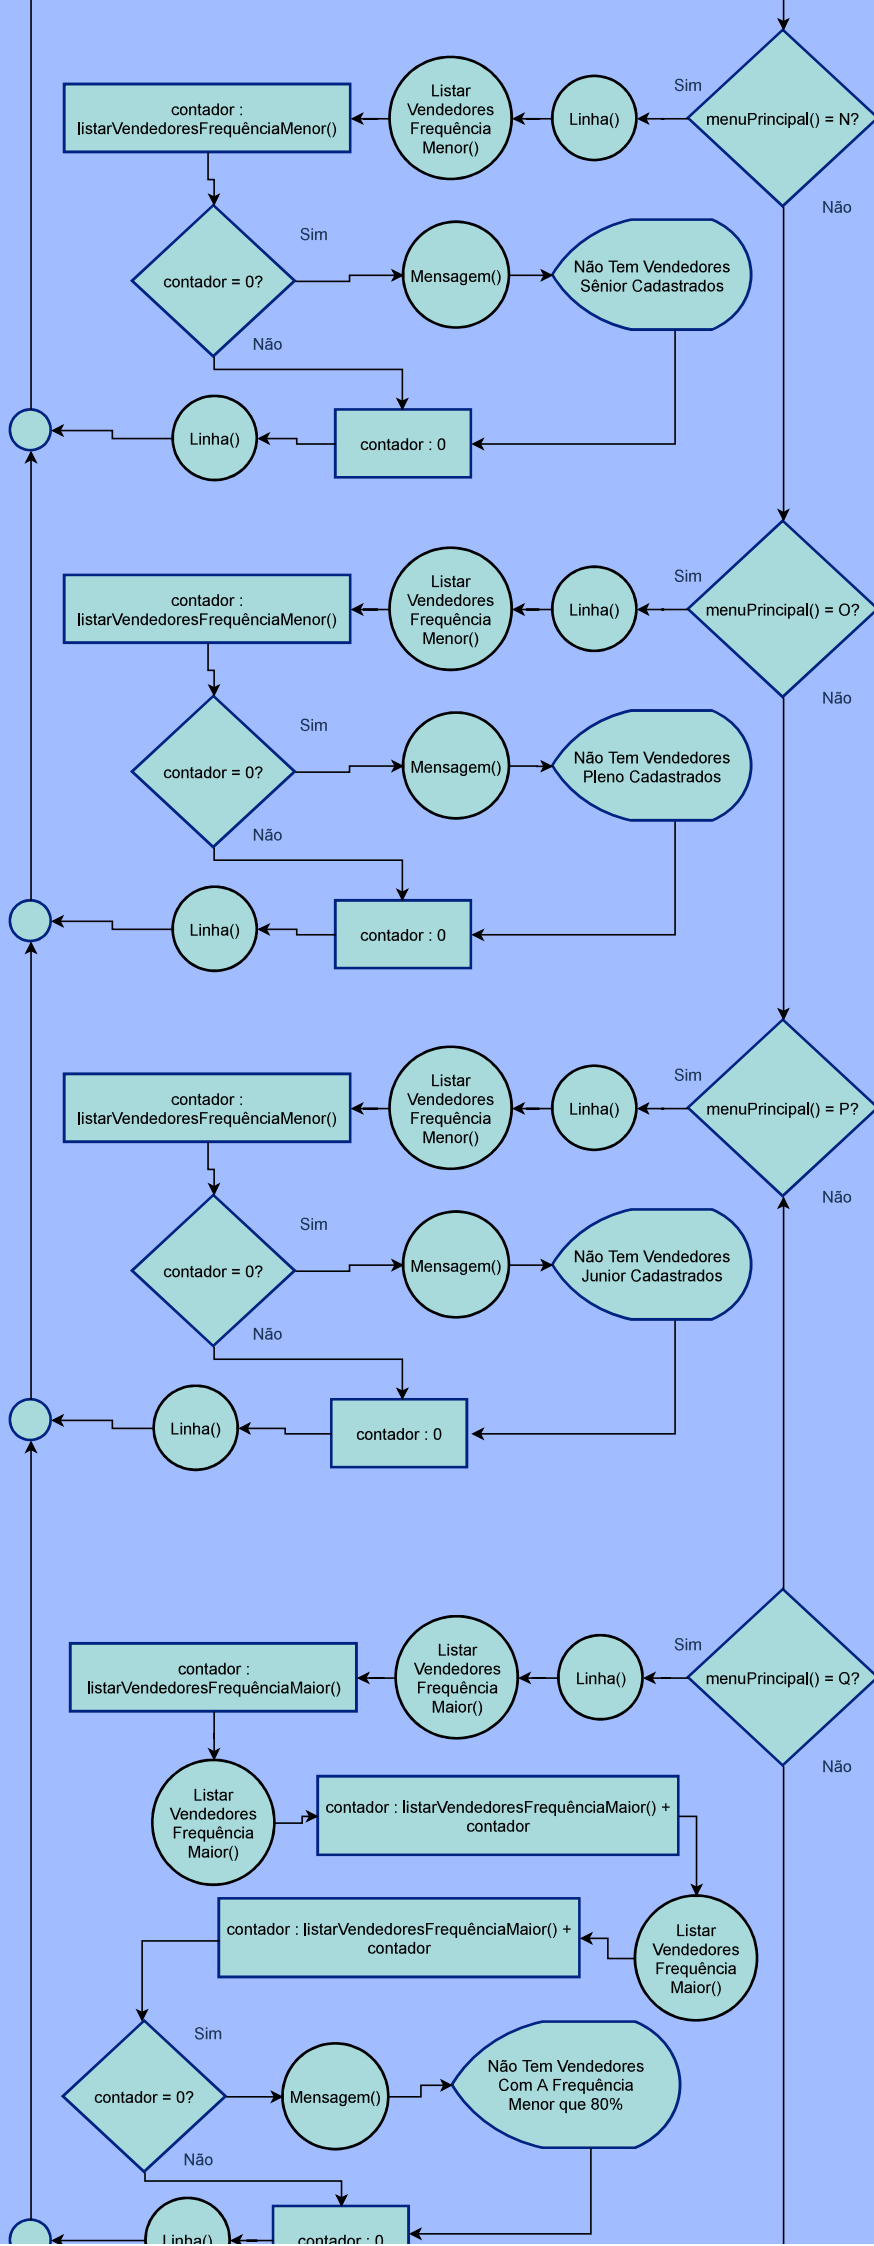 Sim
menuPrincipal() = N?
Não
Linha()
Listar
Vendedores
Frequência
Menor()
contador :
listarVendedoresFrequênciaMenor()
contador = 0?
Sim
Não
Mensagem()
Não Tem Vendedores
Sênior Cadastrados
contador : 0
Linha()
Sim
menuPrincipal() = O?
Não
Linha()
Listar
Vendedores
Frequência
Menor()
contador :
listarVendedoresFrequênciaMenor()
contador = 0?
Sim
Não
Mensagem()
Não Tem Vendedores
Pleno Cadastrados
contador : 0
Linha()
Sim
menuPrincipal() = P?
Não
Linha()
Listar
Vendedores
Frequência
Menor()
contador :
listarVendedoresFrequênciaMenor()
contador = 0?
Sim
Não
Mensagem()
Não Tem Vendedores
Junior Cadastrados
contador : 0
Linha()
Sim
menuPrincipal() = Q?
Não
Linha()
Listar
Vendedores
Frequência
Maior()
contador :
listarVendedoresFrequênciaMaior()
Listar
Vendedores
Frequência
Maior()
contador : listarVendedoresFrequênciaMaior() +
contador
Listar
Vendedores
Frequência
Maior()
contador : listarVendedoresFrequênciaMaior() +
contador
contador = 0?
Sim
Não
Mensagem()
Não Tem Vendedores
Com A Frequência
Menor que 80%
contador : 0
Linha()